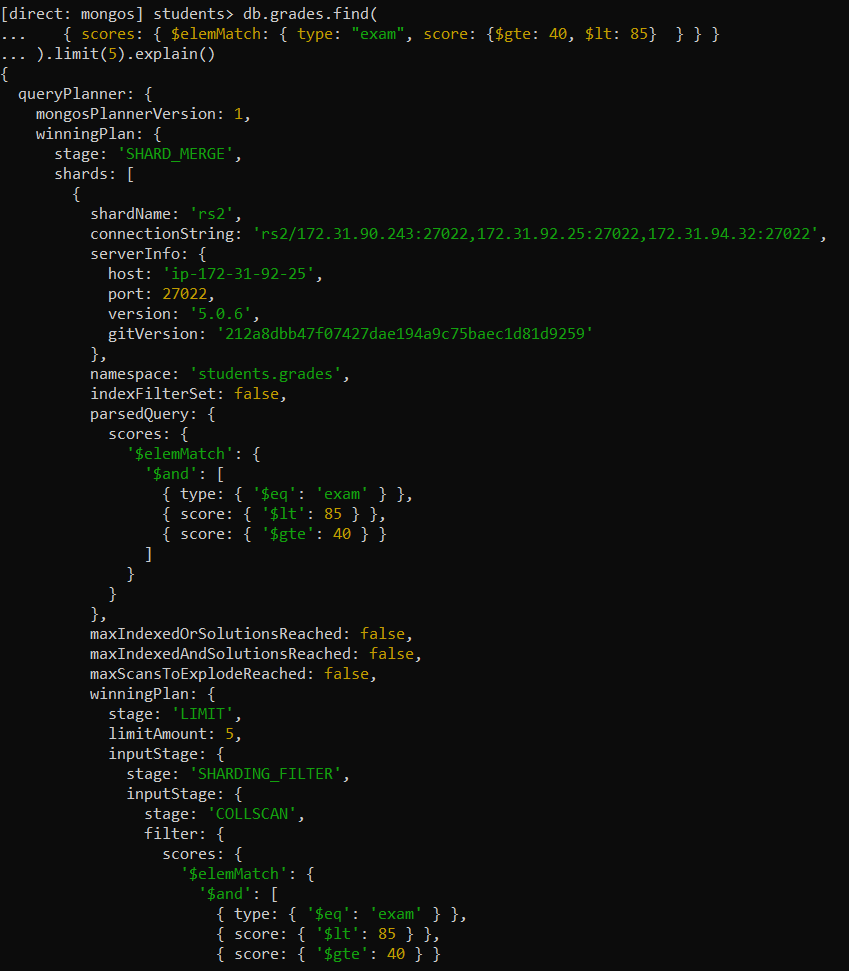 [direct: mongos] students> db.grades.find(
...    { scores: { $elemMatch: { type: "exam", score: {$gte: 40, $lt: 85}  } } }
... ).limit(5).explain()
{
  queryPlanner: {
    mongosPlannerVersion: 1,
    winningPlan: {
      stage: 'SHARD_MERGE',
      shards: [
        {
          shardName: 'rs2',
          connectionString: 'rs2/172.31.90.243:27022,172.31.92.25:27022,172.31.94.32:27022',
          serverInfo: {
            host: 'ip-172-31-92-25',
            port: 27022,
            version: '5.0.6',
            gitVersion: '212a8dbb47f07427dae194a9c75baec1d81d9259'
          },
          namespace: 'students.grades',
          indexFilterSet: false,
          parsedQuery: {
            scores: {
              '$elemMatch': {
                '$and': [
                  { type: { '$eq': 'exam' } },
                  { score: { '$lt': 85 } },
                  { score: { '$gte': 40 } }
                ]
              }
            }
          },
          maxIndexedOrSolutionsReached: false,
          maxIndexedAndSolutionsReached: false,
          maxScansToExplodeReached: false,
          winningPlan: {
            stage: 'LIMIT',
            limitAmount: 5,
            inputStage: {
              stage: 'SHARDING_FILTER',
              inputStage: {
                stage: 'COLLSCAN',
                filter: {
                  scores: {
                    '$elemMatch': {
                      '$and': [
                        { type: { '$eq': 'exam' } },
                        { score: { '$lt': 85 } },
                        { score: { '$gte': 40 } }